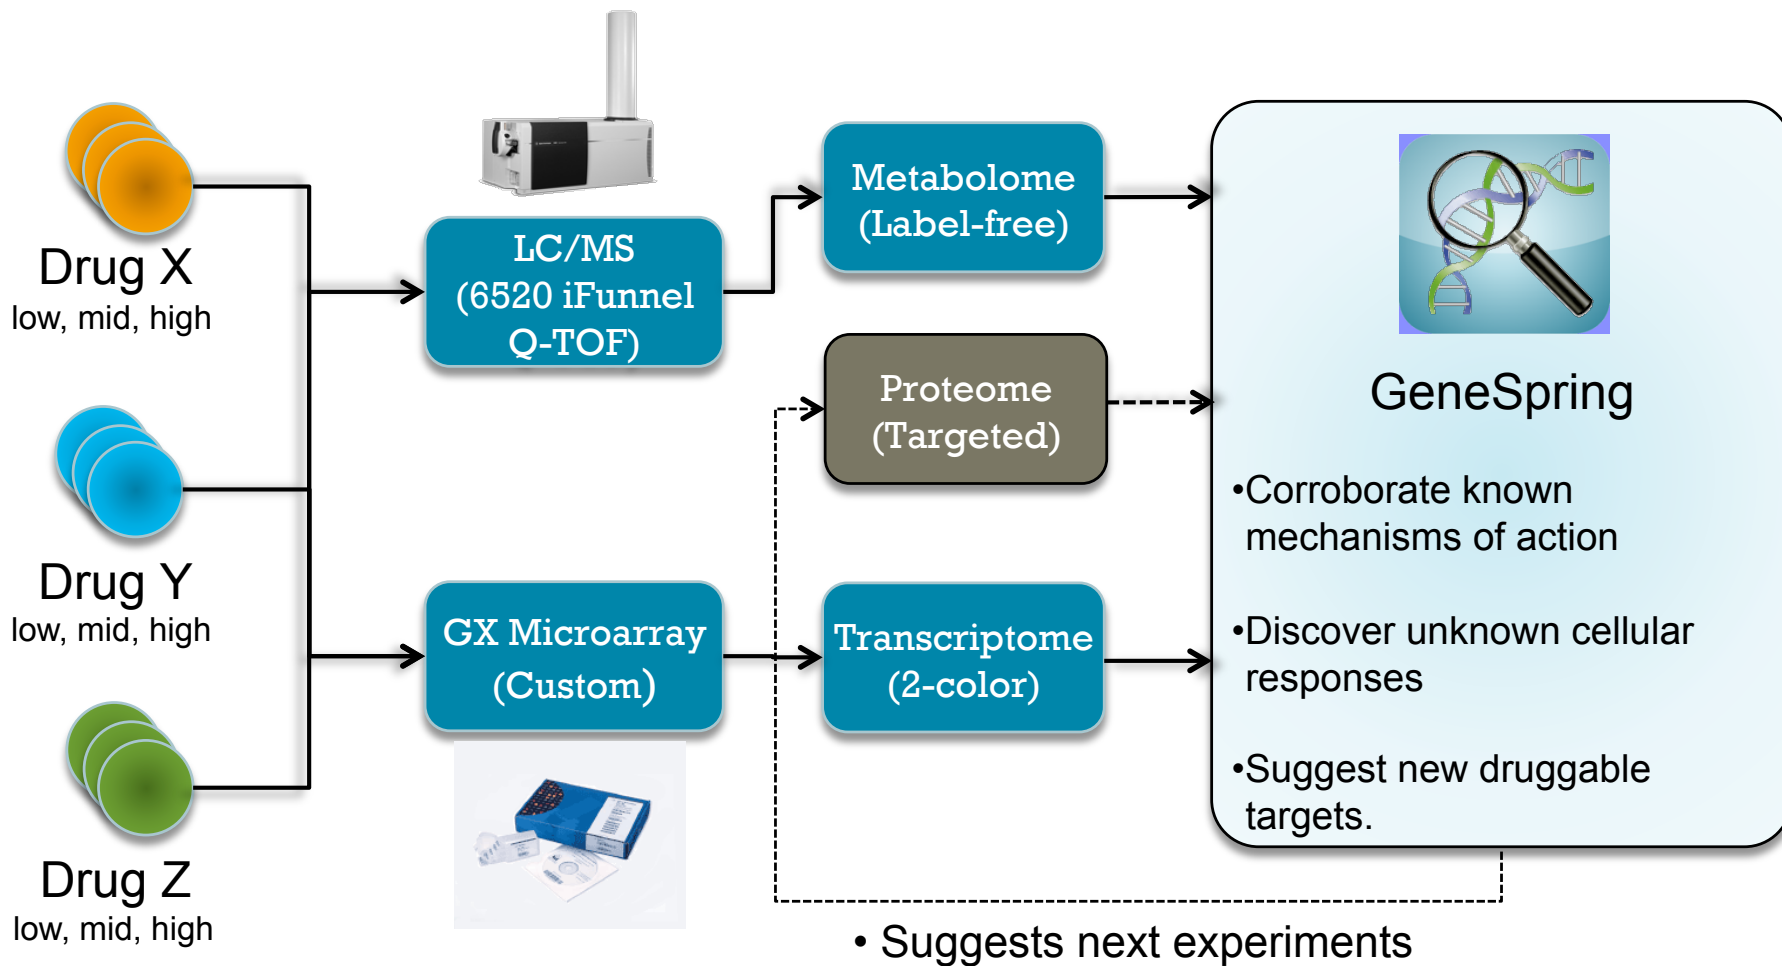 Drug X
low, mid, high
Drug Y
low, mid, high
Drug Z
low, mid, high
LC/MS
(6520 iFunnel
Q-TOF)
GX Microarray
(Custom)
Metabolome
(Label-free)
Proteome
(Targeted)
Transcriptome
(2-color)
GeneSpring
•Corroborate known
mechanisms of action
•Discover unknown cellular
responses
•Suggest new druggable
targets.
• Suggests next experiments